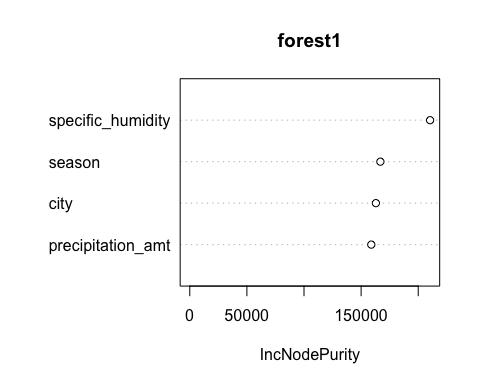 forest1
specific_humidity
season
city
precipitation_amt
0 50000 150000
IncNodePurity